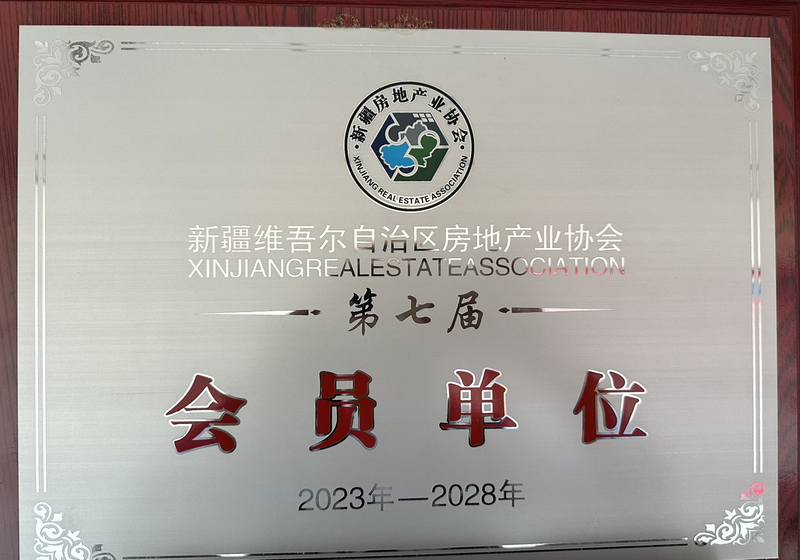 新疆房地产业协会
XINJIANG REAL ESTATE ASSOCIATION
新疆维吾尔自治区房地产业协会
XINJIANGREALESTATEASSOCIATION
第七届
会员单位
2023年—2028年